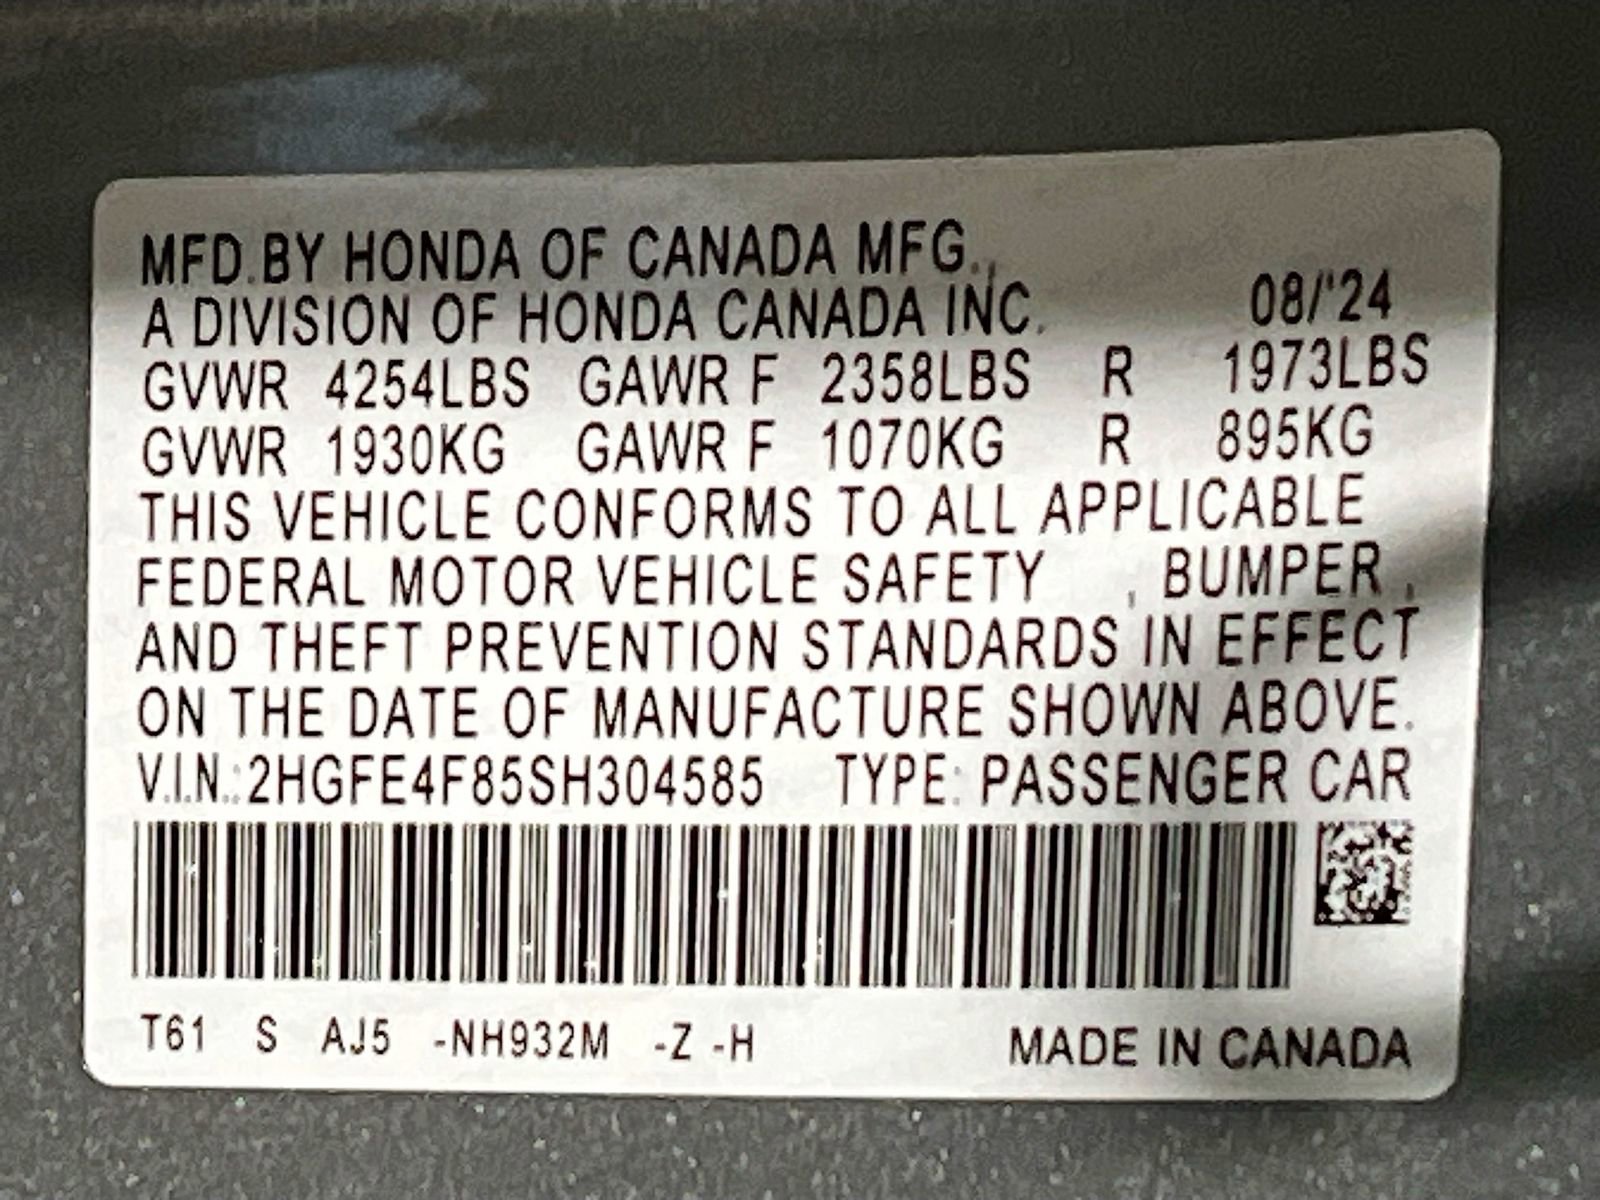 MFD.BY HONDA OF CANADA MFG.,
A DIVISION OF HONDA CANADA INC. 08/'24
GVWR 4254LBS GAWR F 2358LBS R 1973LBS
GVWR 1930KG GAWR F 1070KG R 895KG
THIS VEHICLE CONFORMS TO ALL APPLICABLE
FEDERAL MOTOR VEHICLE SAFETY , BUMPER ,
AND THEFT PREVENTION STANDARDS IN EFFECT
ON THE DATE OF MANUFACTURE SHOWN ABOVE.
V.I.N.:2HGFE4F85SH304585 TYPE: PASSENGER CAR
T61 S AJ5 -NH932M -Z -H MADE IN CANADA